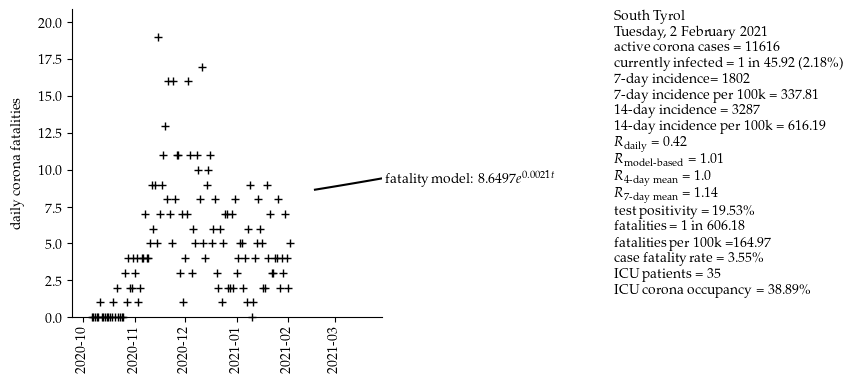 20.0
17.5
15.0
12.5
10.0
7.5
5.0
2.5
0.0
daily corona fatalities
2020-10
2020-11
2020-12
2021-01
2021-02
2021-03
fatality model: 8.6497e^0.0021t
South Tyrol
Tuesday, 2 February 2021
active corona cases = 11616
currently infected = 1 in 45.92 (2.18%)
7-day incidence= 1802
7-day incidence per 100k = 337.81
14-day incidence = 3287
14-day incidence per 100k = 616.19
R_daily = 0.42
R_model-based = 1.01
R_4-day mean = 1.0
R_7-day mean = 1.14
test positivity = 19.53%
fatalities = 1 in 606.18
fatalities per 100k =164.97
case fatality rate = 3.55%
ICU patients = 35
ICU corona occupancy = 38.89%